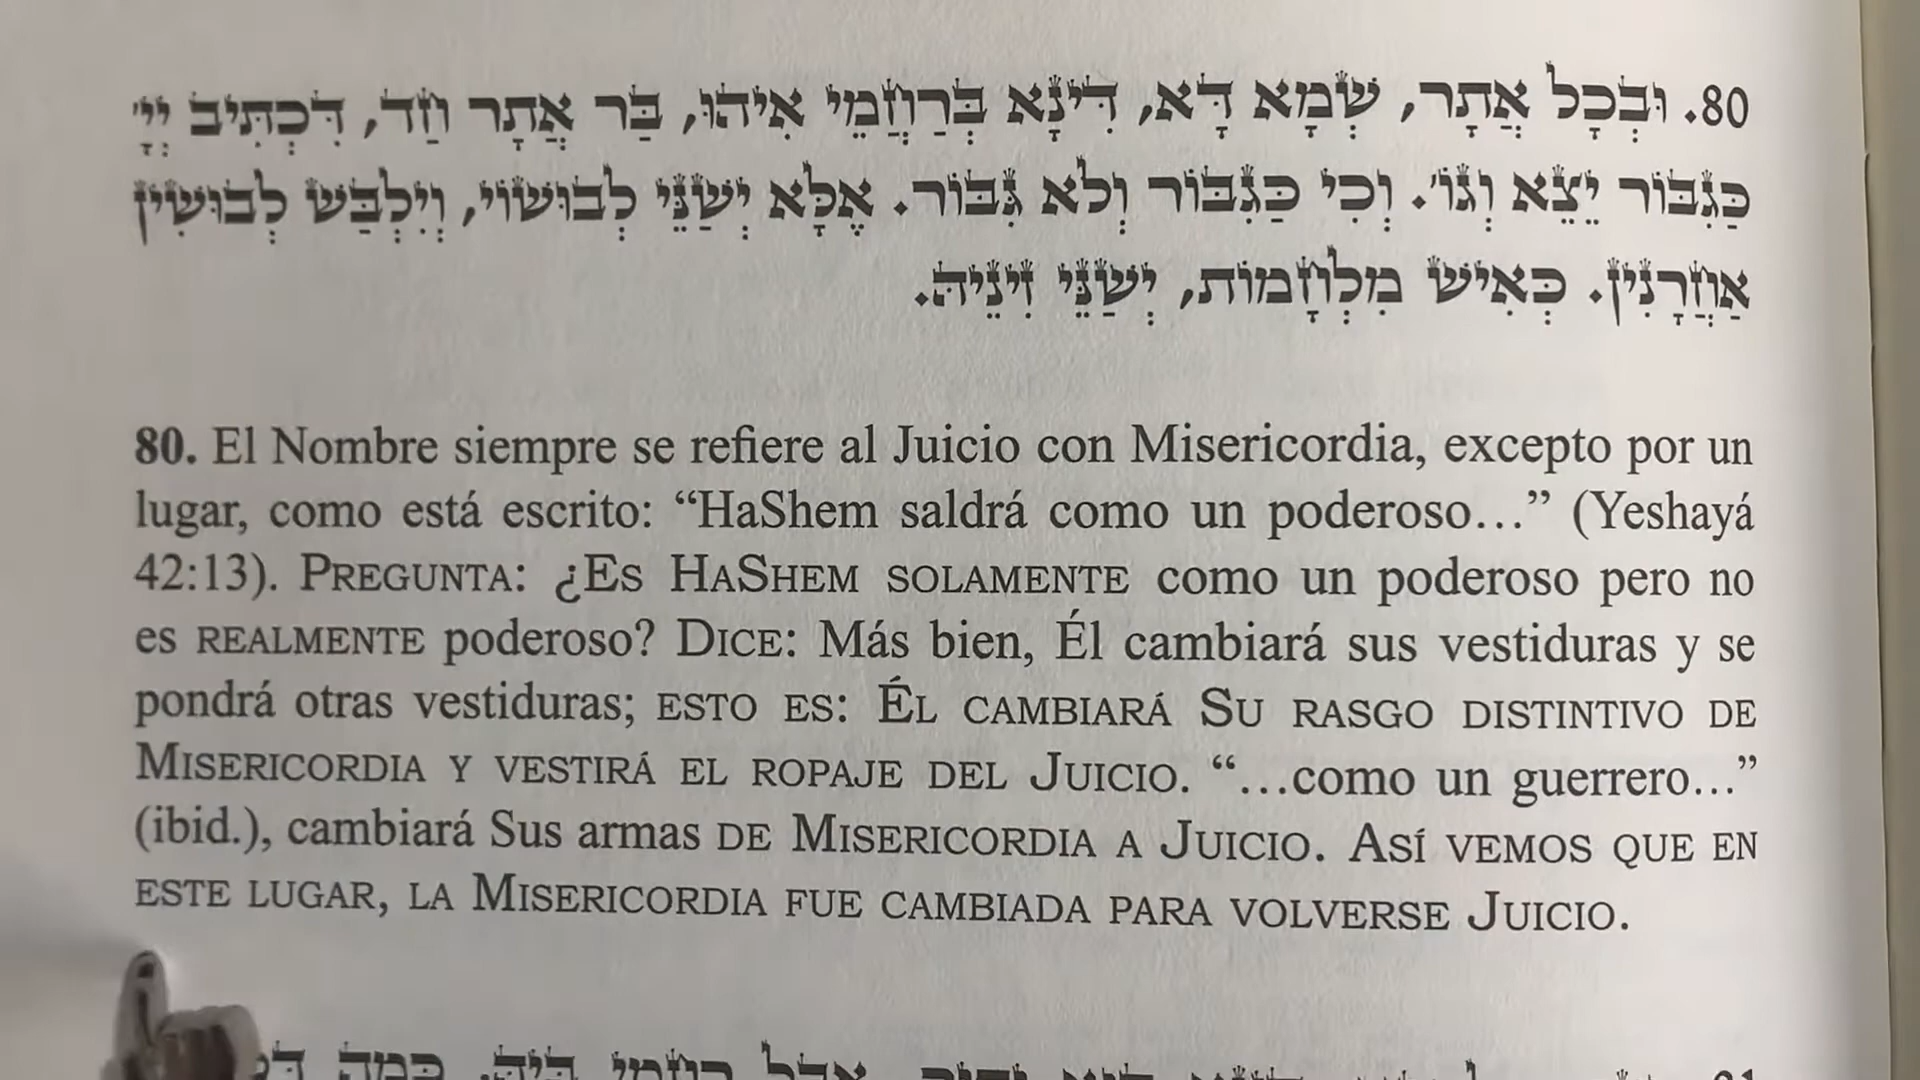 80. וּבְכָל אֲתָר, שְׁמָא דָּא, דִּינָא בְּרַחֲמֵי אִיהוּ, בַּר אֲתָר חַד, דִּכְתִּיב יְיָ'
כַּגִּבּוֹר יֵצֵא וְגוֹ'. וְכִי כַּגִּבּוֹר וְלֹא גִּבּוֹר. אֶלָּא יְשַׁנֵּי לְבוּשׁוֹי, וְיִלְבַּשׁ לְבוּשִׁין
אַחֲרָנִין. כְּאִישׁ מִלְחָמוֹת, יְשַׁנֵּי זִינֵיהּ.
80. El Nombre siempre se refiere al Juicio con Misericordia, excepto por un
lugar, como está escrito: “HaShem saldrá como un poderoso…” (Yeshayá
42:13). PREGUNTA: ¿ES HASHEM SOLAMENTE como un poderoso pero no
es REALMENTE poderoso? DICE: Más bien, Él cambiará sus vestiduras y se
pondrá otras vestiduras; ESTO ES: ÉL CAMBIARÁ SU RASGO DISTINTIVO DE
MISERICORDIA Y VESTIRÁ EL ROPAJE DEL JUICIO. “…como un guerrero…”
(ibid.), cambiará Sus armas DE MISERICORDIA A JUICIO. ASÍ VEMOS QUE EN
ESTE LUGAR, LA MISERICORDIA FUE CAMBIADA PARA VOLVERSE JUICIO.